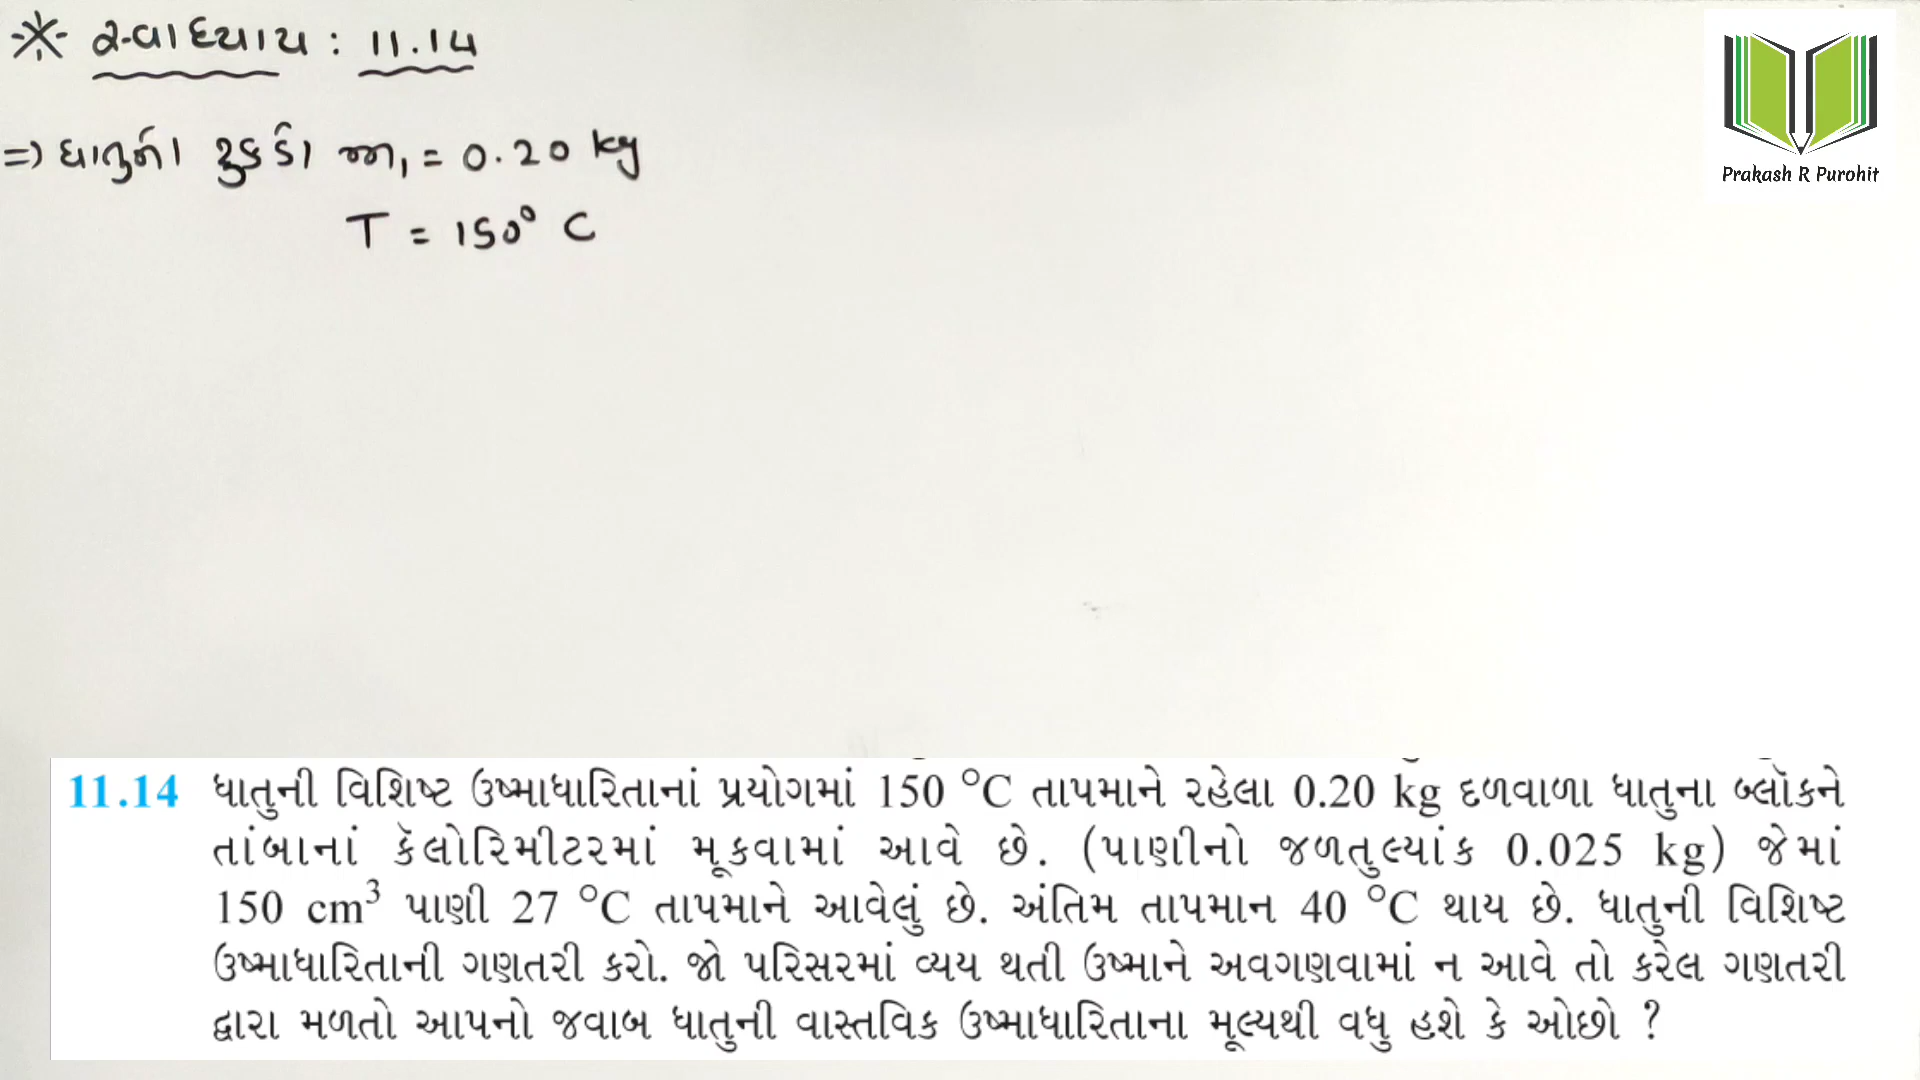 સ્વાધ્યાય : 11.14
=> ધાતુનો ટુકડો m₁ = 0.20 kg
T = 150° C
Prakash R Purohit
11.14 ધાતુની વિશિષ્ટ ઉષ્માધારિતાનાં પ્રયોગમાં 150 °C તાપમાને રહેલા 0.20 kg દળવાળા ધાતુના બ્લૉકને
તાંબાનાં કૅલોરિમીટરમાં મૂકવામાં આવે છે. (પાણીનો જળતુલ્યાંક 0.025 kg) જેમાં
150 cm³ પાણી 27 °C તાપમાને આવેલું છે. અંતિમ તાપમાન 40 °C થાય છે. ધાતુની વિશિષ્ટ
ઉષ્માધારિતાની ગણતરી કરો. જો પરિસરમાં વ્યય થતી ઉષ્માને અવગણવામાં ન આવે તો કરેલ ગણતરી
દ્વારા મળતો આપનો જવાબ ધાતુની વાસ્તવિક ઉષ્માધારિતાના મૂલ્યથી વધુ હશે કે ઓછો ?